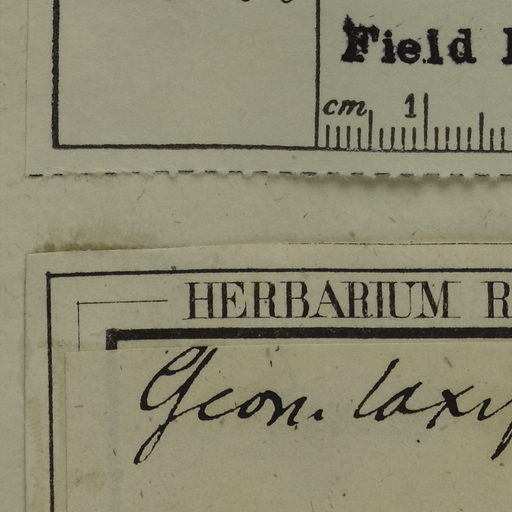 Field
cm 1
HERBARIUM R
Geon. laxi